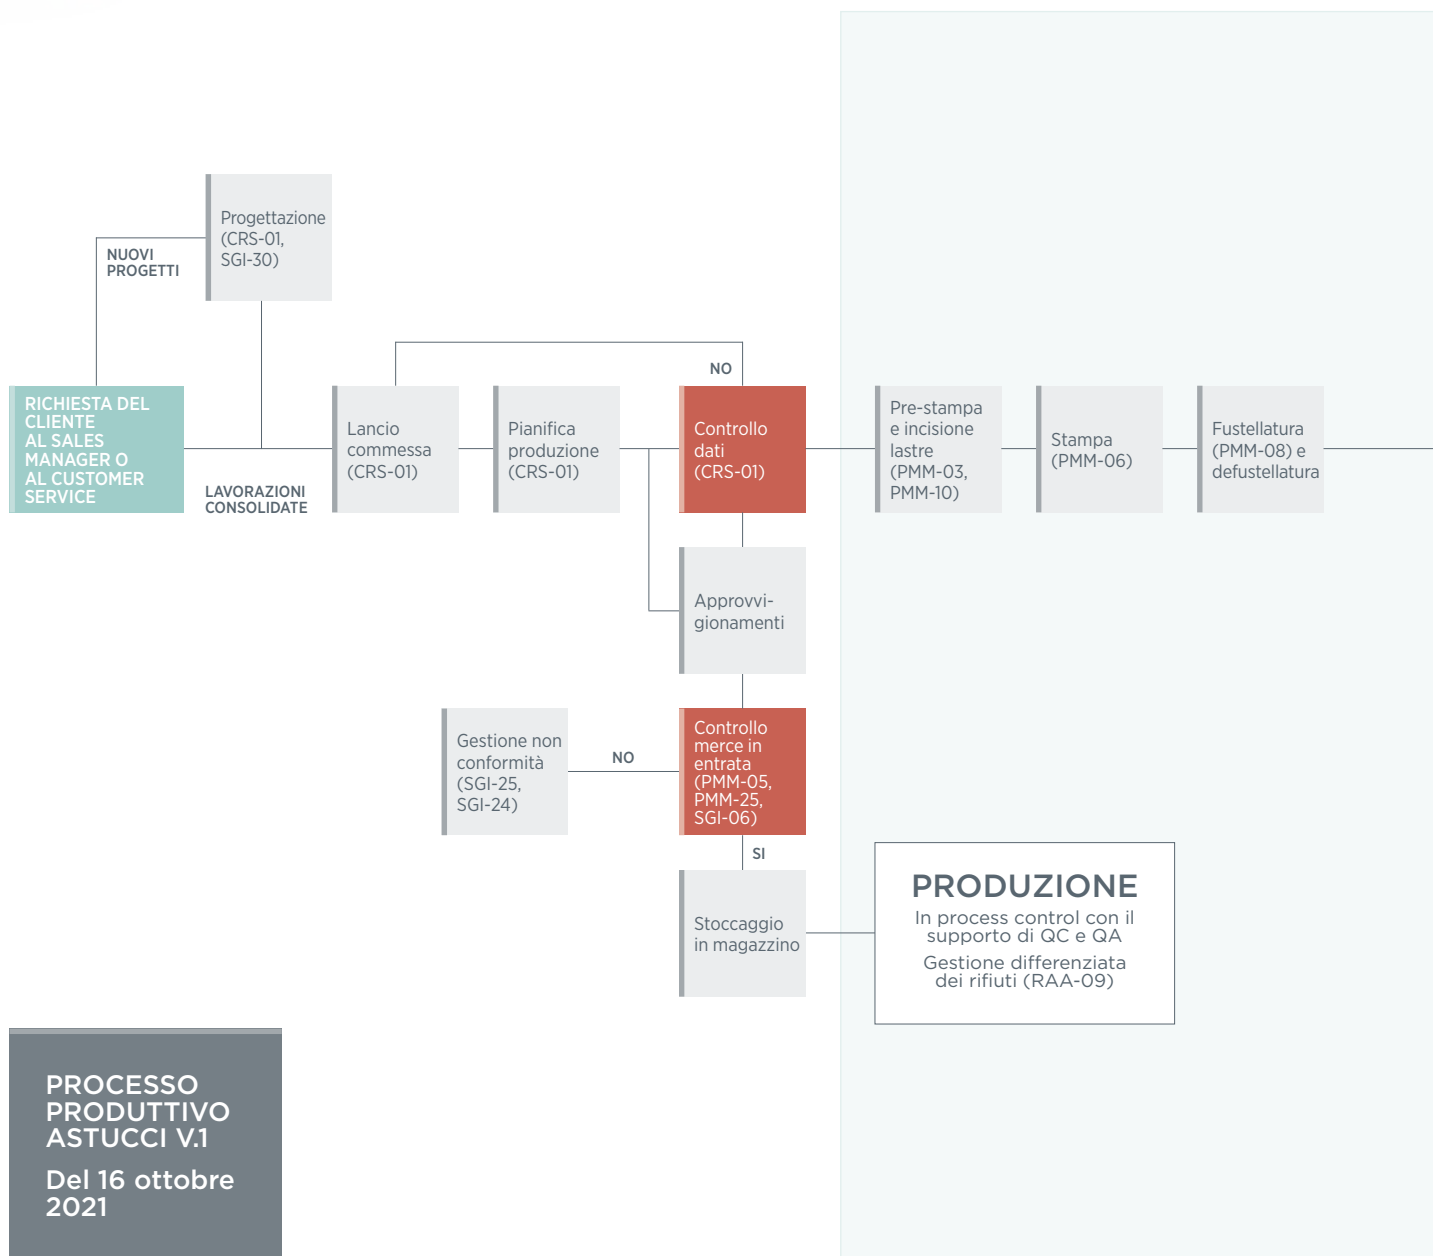 Progettazione
(CRS-01,
SGI-30)
NUOVI
PROGETTI
NO
RICHIESTA DEL
CLIENTE
AL SALES
MANAGER O
AL CUSTOMER
SERVICE
LAVORAZIONI
CONSOLIDATE
Lancio
commessa
(CRS-01)
Pianifica
produzione
(CRS-01)
Controllo
dati
(CRS-01)
Pre-stampa
e incisione
lastre
(PMM-03,
PMM-10)
Stampa
(PMM-06)
Fustellatura
(PMM-08) e
defustellatura
Approvvi-
gionamenti
Gestione non
conformità
(SGI-25,
SGI-24)
NO
Controllo
merce in
entrata
(PMM-05,
PMM-25,
SGI-06)
SI
Stoccaggio
in magazzino
PRODUZIONE
In process control con il
supporto di QC e QA
Gestione differenziata
dei rifiuti (RAA-09)
PROCESSO
PRODUTTIVO
ASTUCCI V.1
Del 16 ottobre
2021